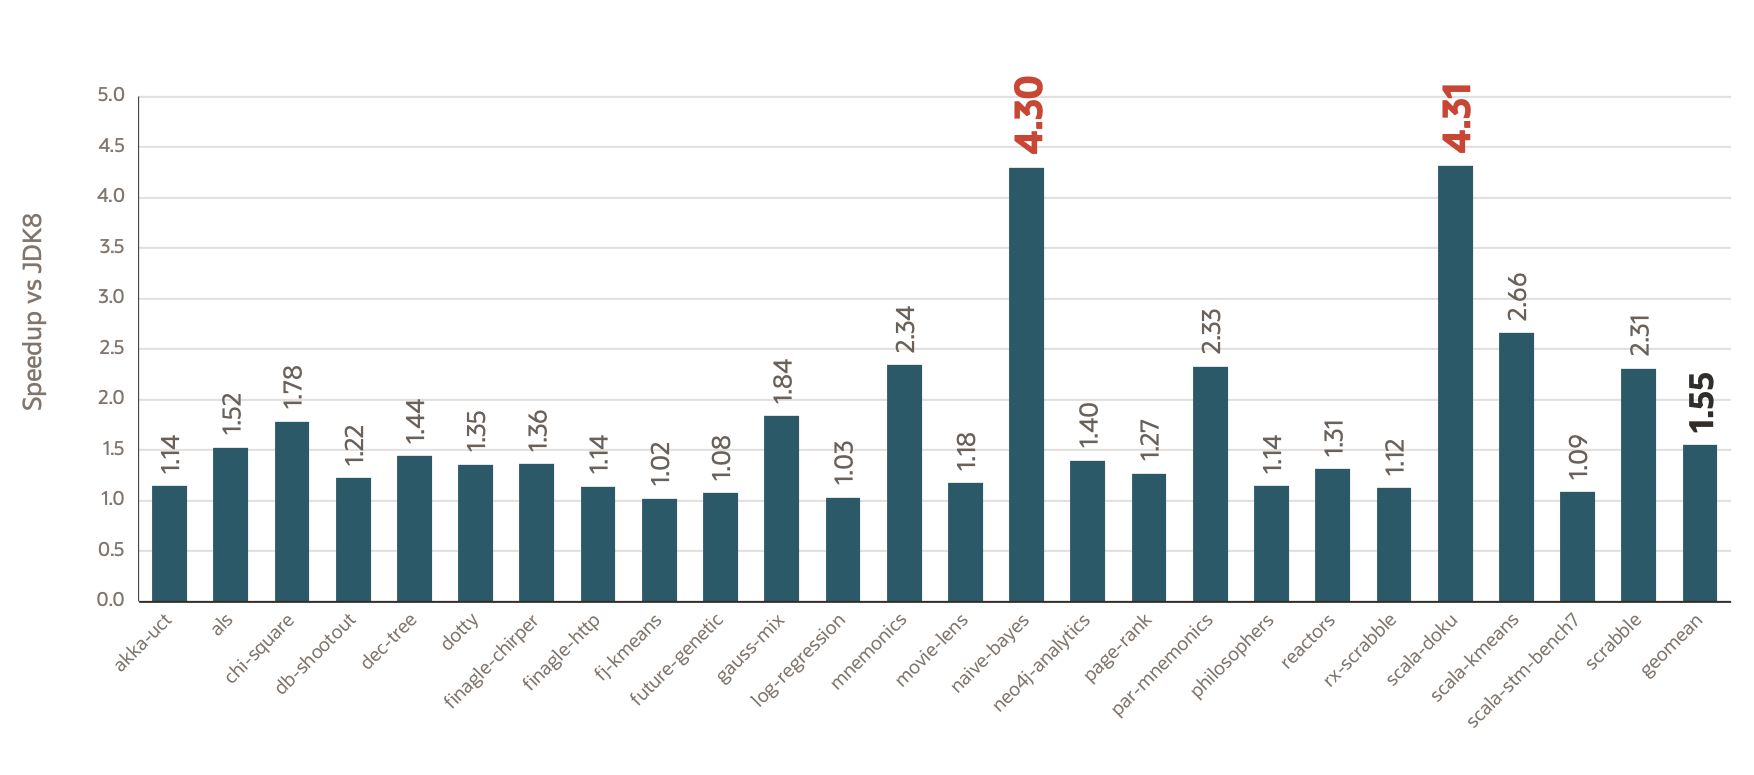 Speedup vs JDK8
5.0
4.5
4.0
3.5
3.0
2.5
2.0
1.5
1.0
0.5
0.0
1.14
1.52
1.78
1.22
1.44
1.35
1.36
1.14
1.02
1.08
1.84
1.03
2.34
1.18
4.30
1.40
1.27
2.33
1.14
1.31
1.12
4.31
2.66
1.09
2.31
1.55
akka-uct
als
chi-square
db-shootout
dec-tree
dotty
finagle-chirper
finagle-http
fj-kmeans
future-genetic
gauss-mix
log-regression
mnemonics
movie-lens
naive-bayes
neo4j-analytics
page-rank
par-mnemonics
philosophers
reactors
rx-scrabble
scala-doku
scala-kmeans
scala-stm-bench7
scrabble
geomean